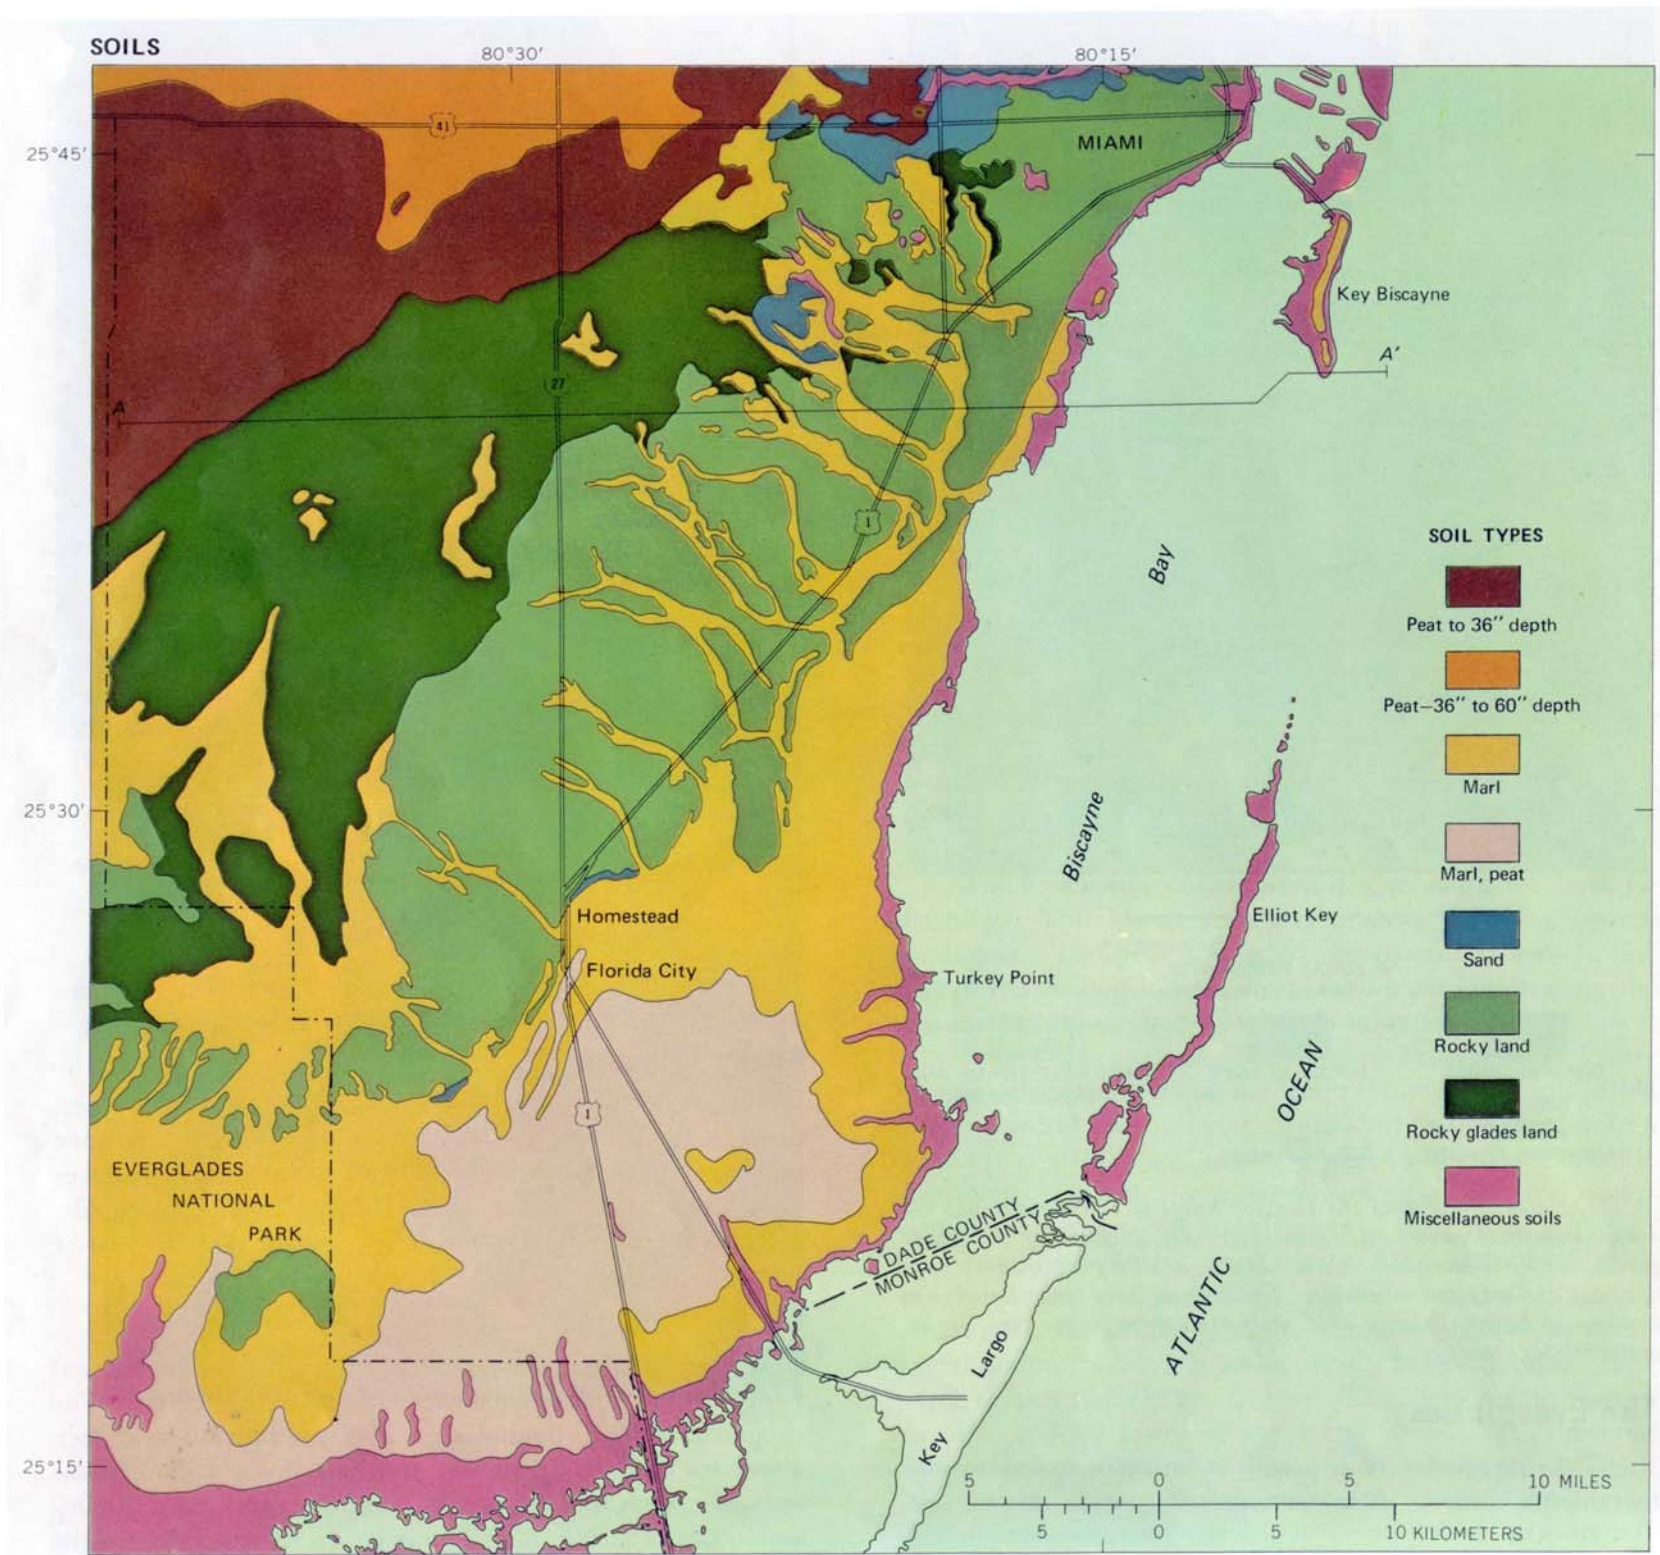 SOILS
80°30′
80°15′
41
25°45′
MIAMI
Key Biscayne
A′
27
A
1
Bay
SOIL TYPES
Peat to 36″ depth
Peat—36″ to 60″ depth
Marl
25°30′
Biscayne
Marl, peat
Homestead
Elliot Key
Sand
Florida City
Turkey Point
Rocky land
OCEAN
1
Rocky glades land
EVERGLADES
NATIONAL
PARK
Miscellaneous soils
DADE COUNTY
MONROE COUNTY
ATLANTIC
Largo
Key
25°15′
5 0 5 10 MILES
5 0 5 10 KILOMETERS